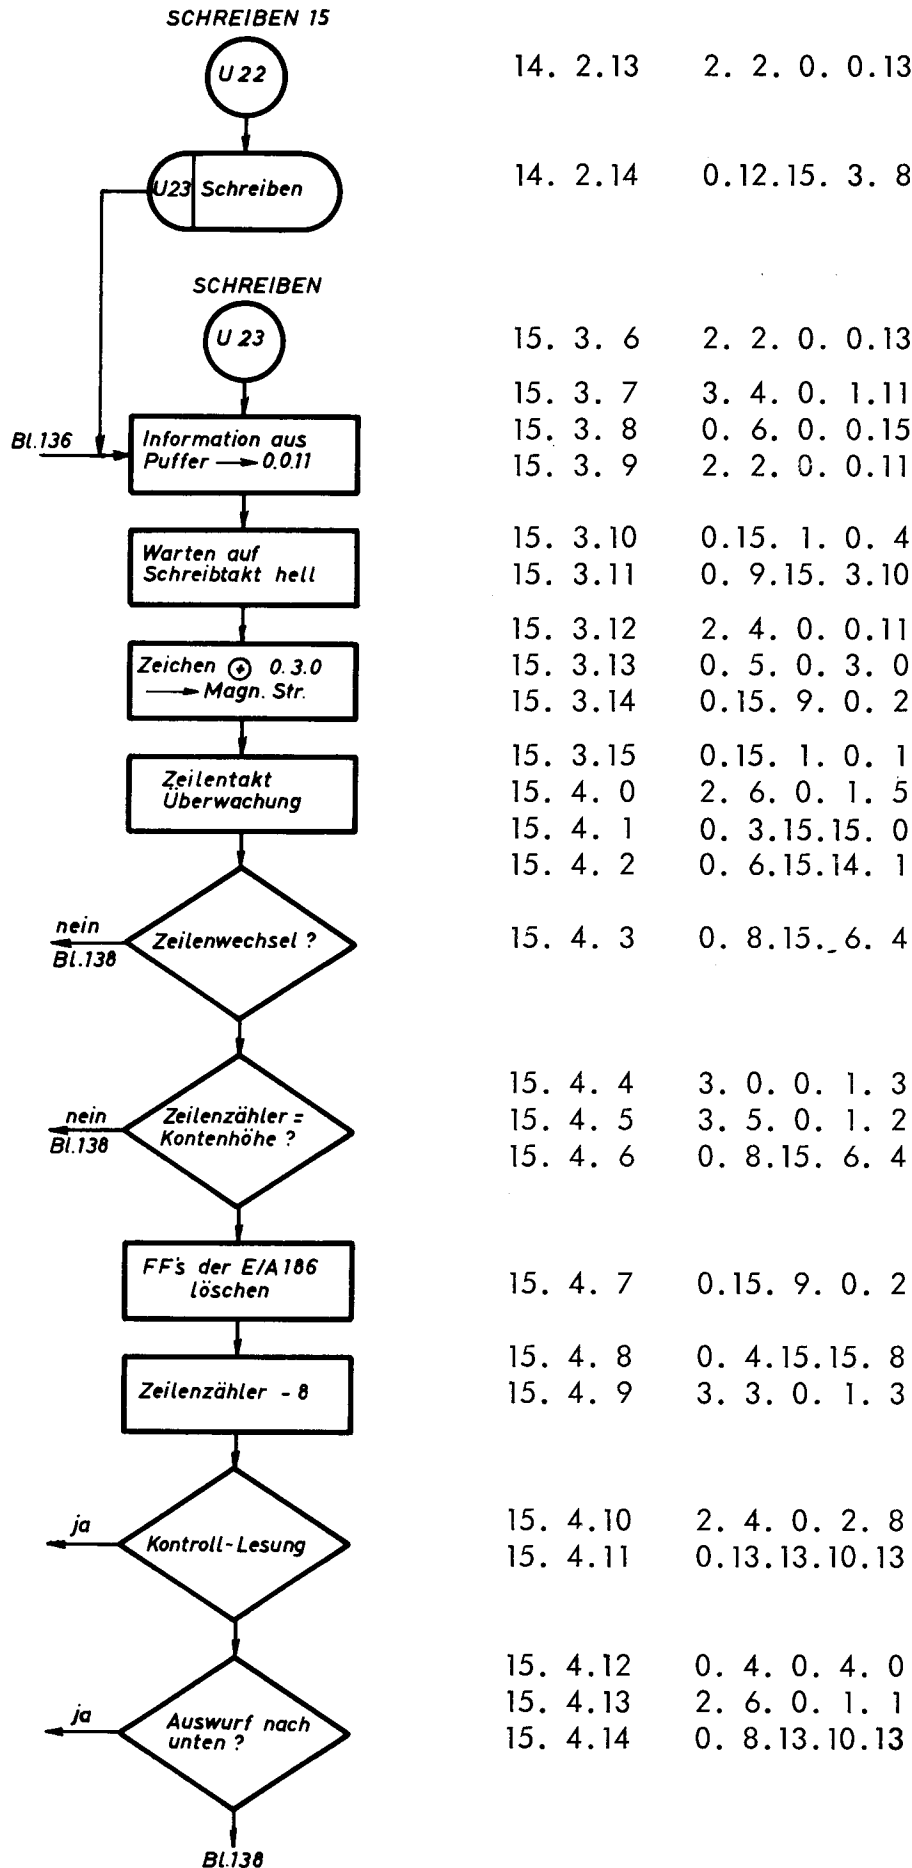 SCHREIBEN 15
U 22 14. 2.13 2. 2. 0. 0.13
U23 Schreiben 14. 2.14 0.12.15. 3. 8
SCHREIBEN
U 23 15. 3. 6 2. 2. 0. 0.13
15. 3. 7 3. 4. 0. 1.11
Bl.136 Information aus 15. 3. 8 0. 6. 0. 0.15
Puffer → 0.0.11 15. 3. 9 2. 2. 0. 0.11
Warten auf 15. 3.10 0.15. 1. 0. 4
Schreibtakt hell 15. 3.11 0. 9.15. 3.10
15. 3.12 2. 4. 0. 0.11
Zeichen ⊕ 0.3.0 15. 3.13 0. 5. 0. 3. 0
→ Magn. Str. 15. 3.14 0.15. 9. 0. 2
15. 3.15 0.15. 1. 0. 1
Zeilentakt 15. 4. 0 2. 6. 0. 1. 5
Überwachung 15. 4. 1 0. 3.15.15. 0
15. 4. 2 0. 6.15.14. 1
nein
Bl.138 Zeilenwechsel ? 15. 4. 3 0. 8.15. 6. 4
15. 4. 4 3. 0. 0. 1. 3
nein Zeilenzähler = 15. 4. 5 3. 5. 0. 1. 2
Bl.138 Kontenhöhe ? 15. 4. 6 0. 8.15. 6. 4
FF's der E/A 186
löschen 15. 4. 7 0.15. 9. 0. 2
15. 4. 8 0. 4.15.15. 8
Zeilenzähler - 8 15. 4. 9 3. 3. 0. 1. 3
ja 15. 4.10 2. 4. 0. 2. 8
Kontroll-Lesung 15. 4.11 0.13.13.10.13
15. 4.12 0. 4. 0. 4. 0
ja Auswurf nach 15. 4.13 2. 6. 0. 1. 1
unten ? 15. 4.14 0. 8.13.10.13
Bl.138